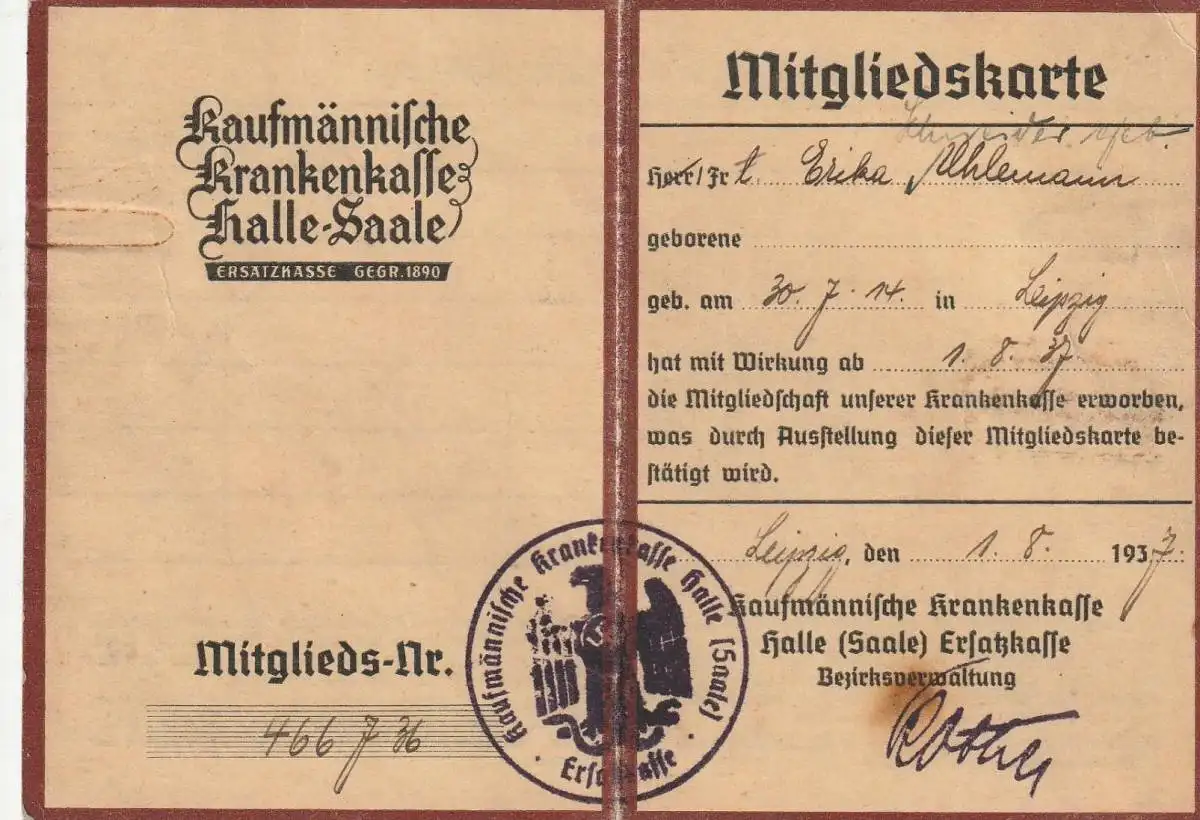 Kaufmännische
Krankenkasse
Halle-Saale
ERSATZKASSE GEGR. 1890
Mitglieds-Nr.
466 7 36
Kaufmännische Krankenkasse Halle (Saale)
· Ersatzkasse ·
Mitgliedskarte
Schneider geb.
Herr/Frl. Erika Uhlemann
geborene
geb. am 30. 7. 14. in Leipzig
hat mit Wirkung ab 1. 8. 37
die Mitgliedschaft unserer Krankenkasse erworben,
was durch Ausstellung dieser Mitgliedskarte be-
stätigt wird.
Leipzig, den 1. 8. 1937
Kaufmännische Krankenkasse
Halle (Saale) Ersatzkasse
Bezirksverwaltung